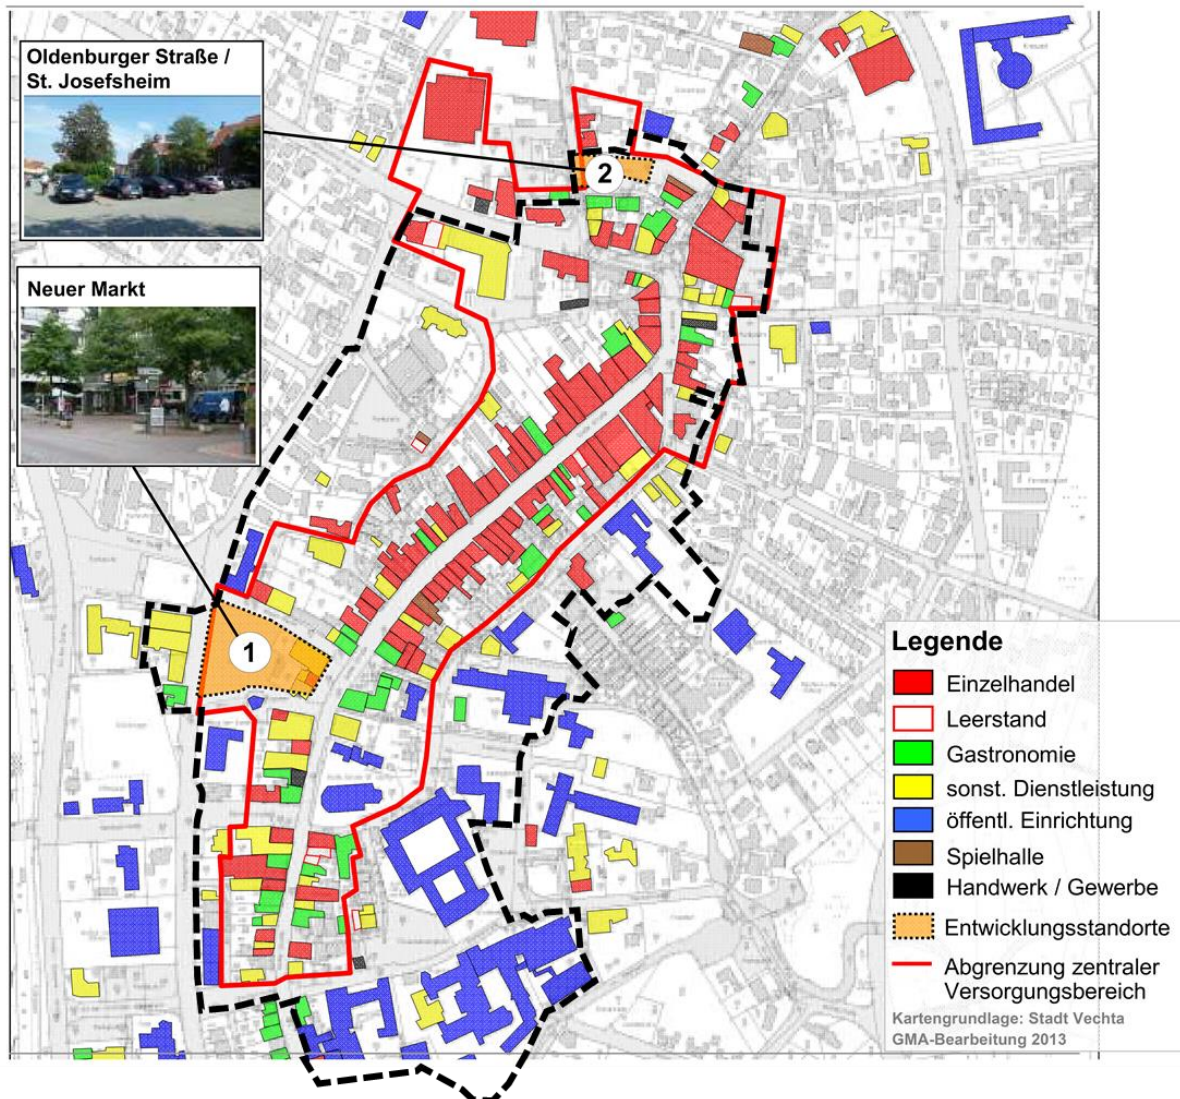 Oldenburger Straße /
St. Josefsheim
Neuer Markt
2
1
Legende
Einzelhandel
Leerstand
Gastronomie
sonst. Dienstleistung
öffentl. Einrichtung
Spielhalle
Handwerk / Gewerbe
Entwicklungsstandorte
Abgrenzung zentraler
Versorgungsbereich
Kartengrundlage: Stadt Vechta
GMA-Bearbeitung 2013